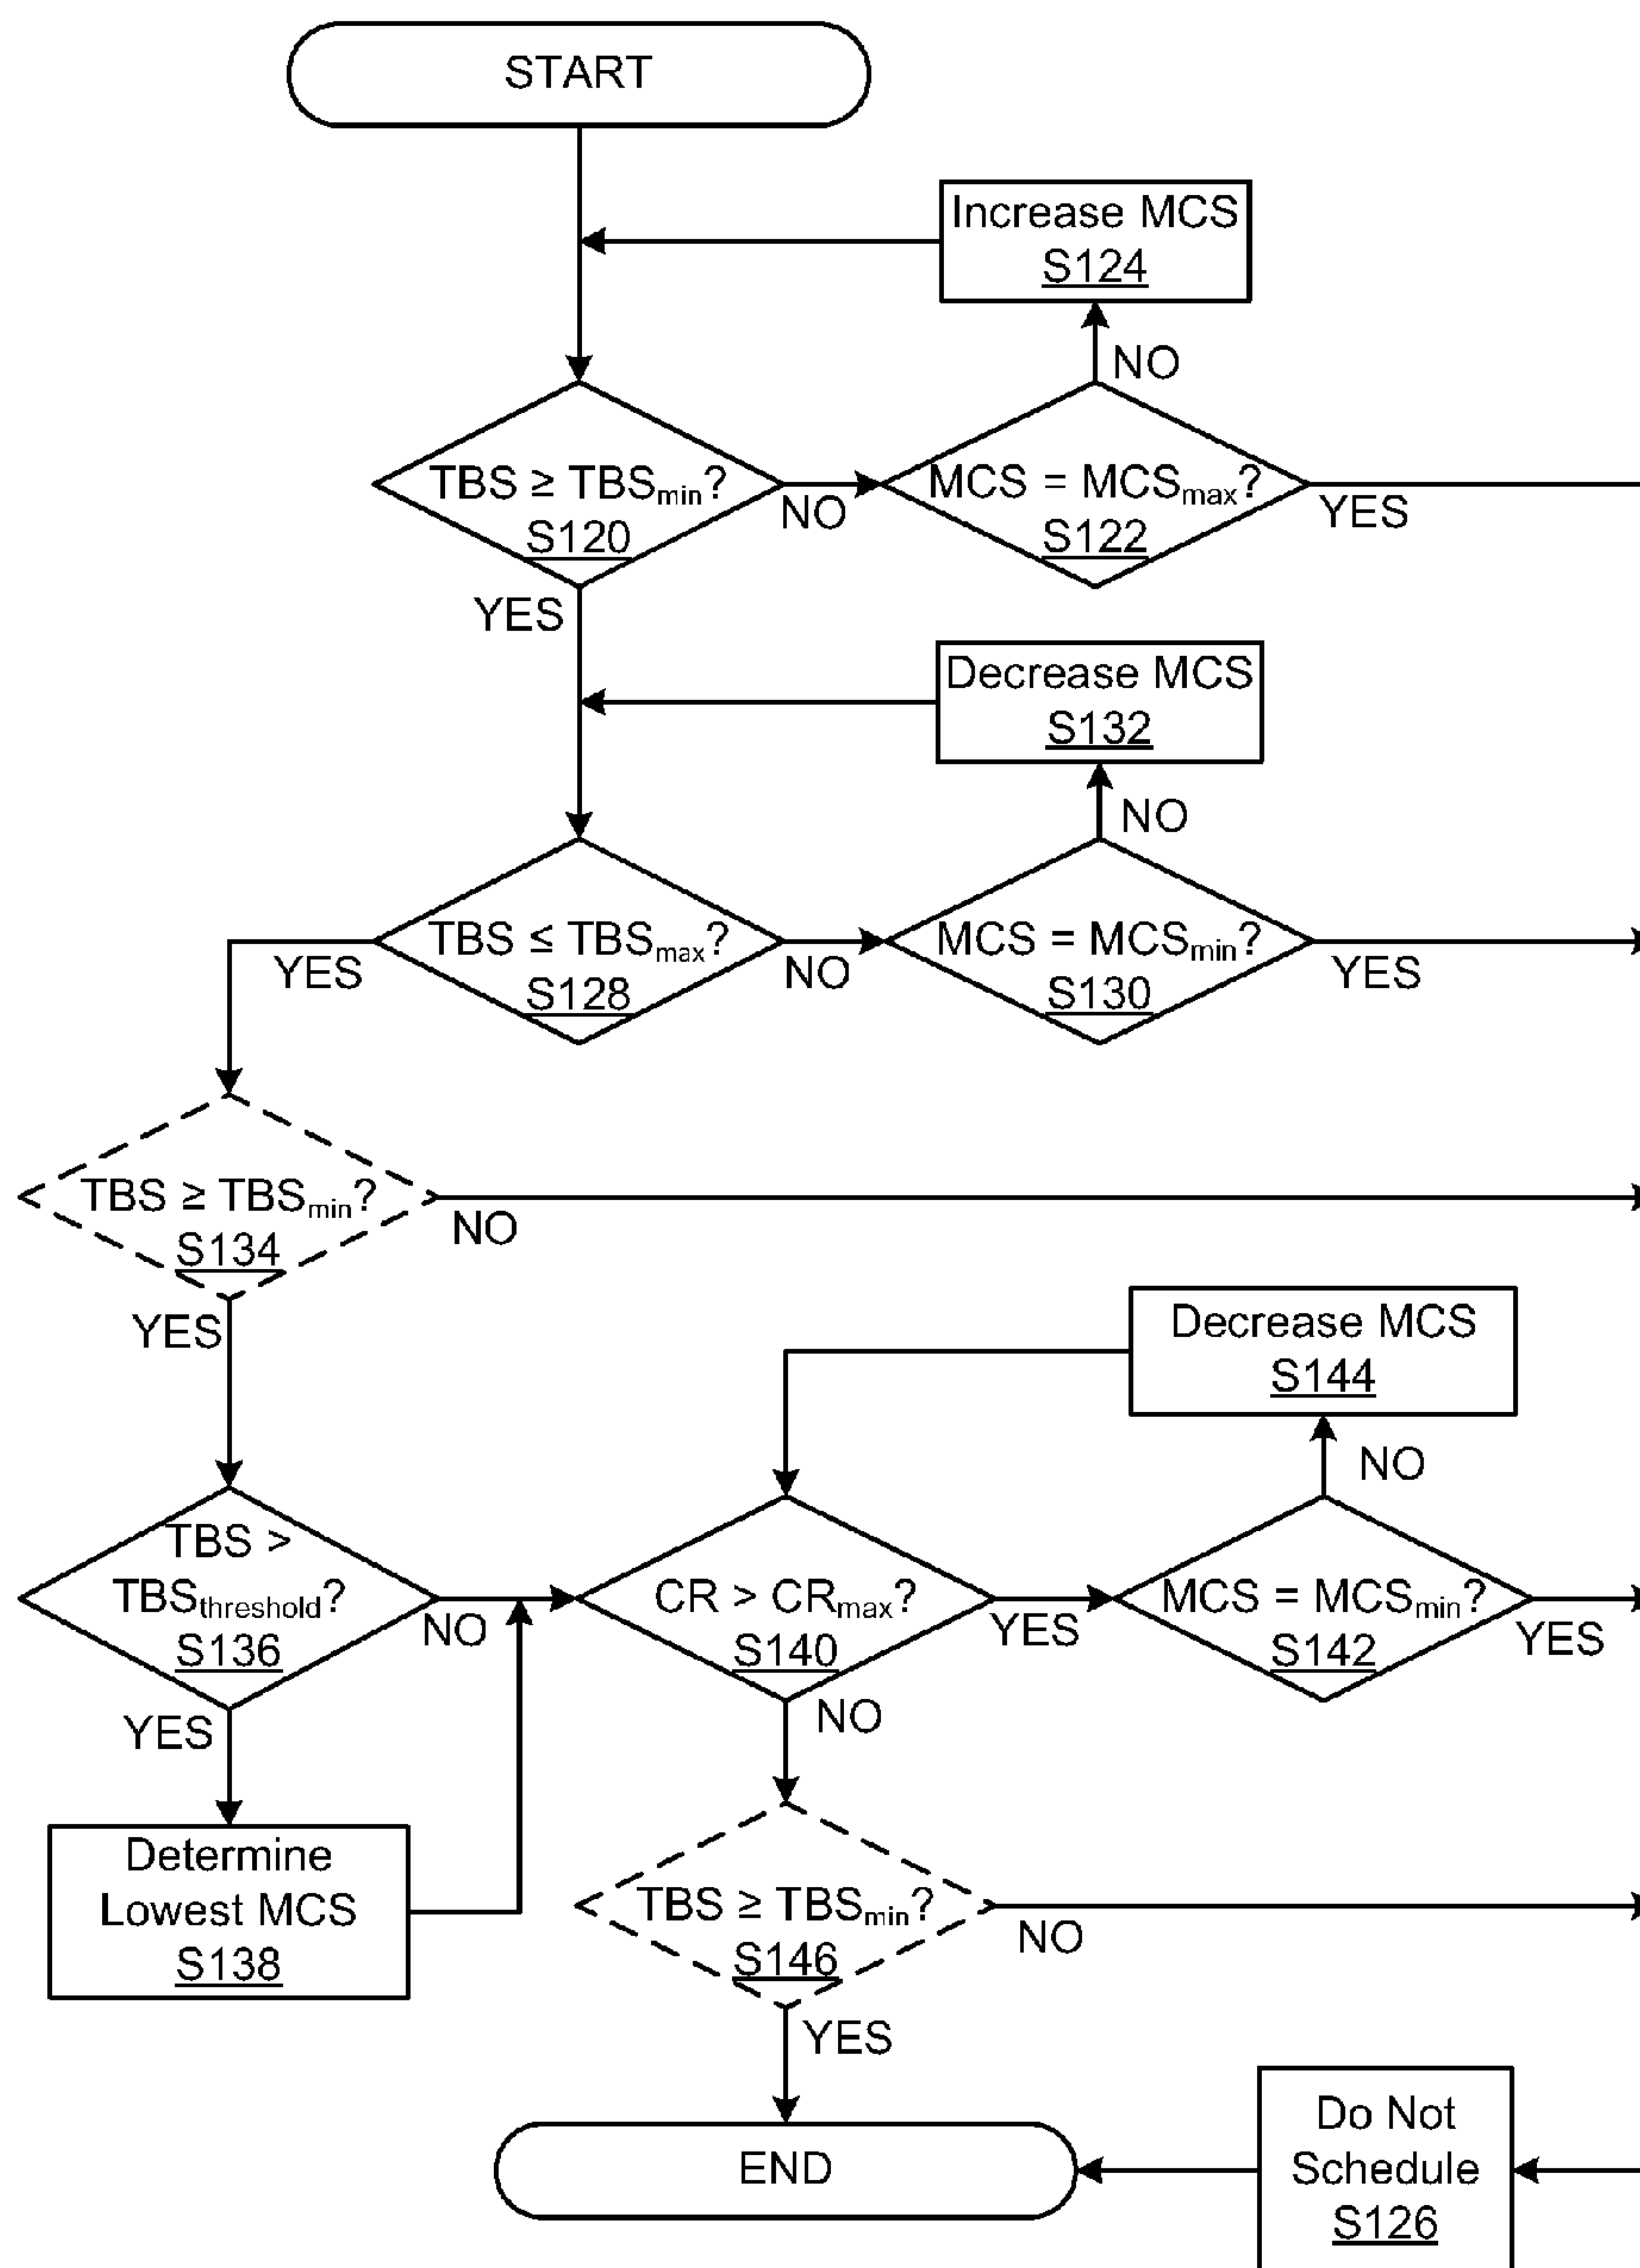 START
Increase MCS
S124
NO
TBS ≥ TBSmin?
S120
NO
MCS = MCSmax?
S122
YES
YES
Decrease MCS
S132
NO
TBS ≤ TBSmax?
S128
YES
NO
MCS = MCSmin?
S130
YES
TBS ≥ TBSmin?
S134
NO
YES
Decrease MCS
S144
NO
TBS >
TBSthreshold?
S136
NO
CR > CRmax?
S140
YES
MCS = MCSmin?
S142
YES
YES
NO
Determine
Lowest MCS
S138
TBS ≥ TBSmin?
S146
NO
YES
END
Do Not
Schedule
S126